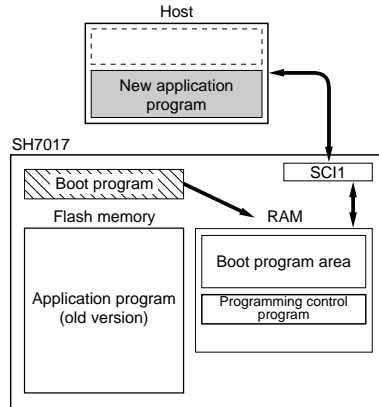 Host
New application
program
SH7017
Boot program
SCI1
Flash memory
RAM
Application program
(old version)
Boot program area
Programming control
program